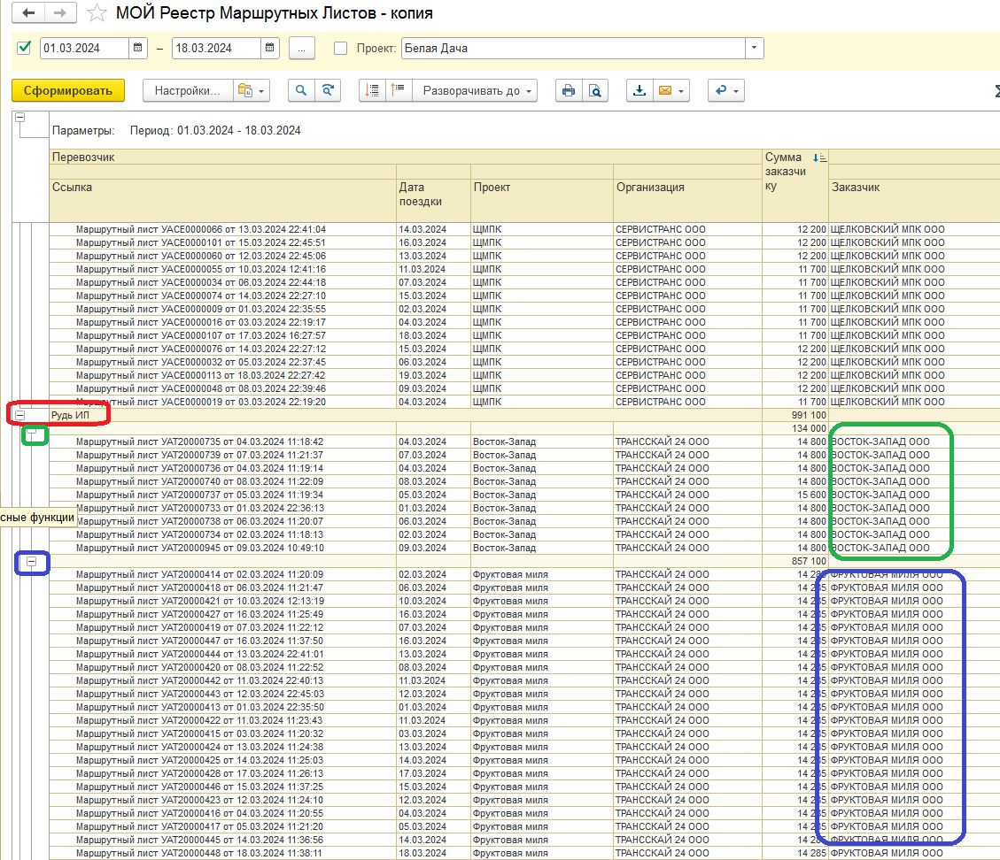 МОЙ Реестр Маршрутных Листов - копия
01.03.2024 – 18.03.2024 ... Проект: Белая Дача
Сформировать Настройки... Разворачивать до
Параметры: Период: 01.03.2024 - 18.03.2024
Перевозчик Сумма заказчи ку
Ссылка Дата поездки Проект Организация Заказчик
Маршрутный лист УАСЕ0000066 от 13.03.2024 22:41:04 14.03.2024 ЩМПК СЕРВИСТРАНС ООО 12 200 ЩЕЛКОВСКИЙ МПК ООО
Маршрутный лист УАСЕ0000101 от 15.03.2024 22:45:51 16.03.2024 ЩМПК СЕРВИСТРАНС ООО 12 200 ЩЕЛКОВСКИЙ МПК ООО
Маршрутный лист УАСЕ0000060 от 12.03.2024 22:45:06 13.03.2024 ЩМПК СЕРВИСТРАНС ООО 12 200 ЩЕЛКОВСКИЙ МПК ООО
Маршрутный лист УАСЕ0000055 от 10.03.2024 12:41:16 11.03.2024 ЩМПК СЕРВИСТРАНС ООО 11 700 ЩЕЛКОВСКИЙ МПК ООО
Маршрутный лист УАСЕ0000034 от 06.03.2024 22:44:18 07.03.2024 ЩМПК СЕРВИСТРАНС ООО 11 700 ЩЕЛКОВСКИЙ МПК ООО
Маршрутный лист УАСЕ0000074 от 14.03.2024 22:27:10 15.03.2024 ЩМПК СЕРВИСТРАНС ООО 11 700 ЩЕЛКОВСКИЙ МПК ООО
Маршрутный лист УАСЕ0000009 от 01.03.2024 22:35:55 02.03.2024 ЩМПК СЕРВИСТРАНС ООО 11 700 ЩЕЛКОВСКИЙ МПК ООО
Маршрутный лист УАСЕ0000016 от 03.03.2024 22:19:17 04.03.2024 ЩМПК СЕРВИСТРАНС ООО 11 700 ЩЕЛКОВСКИЙ МПК ООО
Маршрутный лист УАСЕ0000107 от 17.03.2024 16:27:57 18.03.2024 ЩМПК СЕРВИСТРАНС ООО 11 700 ЩЕЛКОВСКИЙ МПК ООО
Маршрутный лист УАСЕ0000076 от 14.03.2024 22:27:12 15.03.2024 ЩМПК СЕРВИСТРАНС ООО 12 200 ЩЕЛКОВСКИЙ МПК ООО
Маршрутный лист УАСЕ0000032 от 05.03.2024 22:37:45 06.03.2024 ЩМПК СЕРВИСТРАНС ООО 12 200 ЩЕЛКОВСКИЙ МПК ООО
Маршрутный лист УАСЕ0000113 от 18.03.2024 22:27:42 19.03.2024 ЩМПК СЕРВИСТРАНС ООО 12 200 ЩЕЛКОВСКИЙ МПК ООО
Маршрутный лист УАСЕ0000048 от 08.03.2024 22:39:46 09.03.2024 ЩМПК СЕРВИСТРАНС ООО 12 200 ЩЕЛКОВСКИЙ МПК ООО
Маршрутный лист УАСЕ0000019 от 03.03.2024 22:19:20 04.03.2024 ЩМПК СЕРВИСТРАНС ООО 11 700 ЩЕЛКОВСКИЙ МПК ООО
Рудь ИП 991 100
134 000
Маршрутный лист УАТ20000735 от 04.03.2024 11:18:42 04.03.2024 Восток-Запад ТРАНССКАЙ 24 ООО 14 800 ВОСТОК-ЗАПАД ООО
Маршрутный лист УАТ20000739 от 07.03.2024 11:21:37 07.03.2024 Восток-Запад ТРАНССКАЙ 24 ООО 14 800 ВОСТОК-ЗАПАД ООО
Маршрутный лист УАТ20000736 от 04.03.2024 11:19:14 04.03.2024 Восток-Запад ТРАНССКАЙ 24 ООО 14 800 ВОСТОК-ЗАПАД ООО
Маршрутный лист УАТ20000740 от 08.03.2024 11:22:09 08.03.2024 Восток-Запад ТРАНССКАЙ 24 ООО 14 800 ВОСТОК-ЗАПАД ООО
Маршрутный лист УАТ20000737 от 05.03.2024 11:19:34 05.03.2024 Восток-Запад ТРАНССКАЙ 24 ООО 15 600 ВОСТОК-ЗАПАД ООО
Маршрутный лист УАТ20000733 от 01.03.2024 22:36:13 01.03.2024 Восток-Запад ТРАНССКАЙ 24 ООО 14 800 ВОСТОК-ЗАПАД ООО
сные функции Маршрутный лист УАТ20000738 от 06.03.2024 11:20:07 06.03.2024 Восток-Запад ТРАНССКАЙ 24 ООО 14 800 ВОСТОК-ЗАПАД ООО
Маршрутный лист УАТ20000734 от 02.03.2024 11:18:13 02.03.2024 Восток-Запад ТРАНССКАЙ 24 ООО 14 800 ВОСТОК-ЗАПАД ООО
Маршрутный лист УАТ20000945 от 09.03.2024 10:49:10 09.03.2024 Восток-Запад ТРАНССКАЙ 24 ООО 14 800 ВОСТОК-ЗАПАД ООО
857 100
Маршрутный лист УАТ20000414 от 02.03.2024 11:20:09 02.03.2024 Фруктовая миля ТРАНССКАЙ 24 ООО 14 285 ФРУКТОВАЯ МИЛЯ ООО
Маршрутный лист УАТ20000418 от 06.03.2024 11:21:47 06.03.2024 Фруктовая миля ТРАНССКАЙ 24 ООО 14 285 ФРУКТОВАЯ МИЛЯ ООО
Маршрутный лист УАТ20000421 от 10.03.2024 12:13:19 10.03.2024 Фруктовая миля ТРАНССКАЙ 24 ООО 14 285 ФРУКТОВАЯ МИЛЯ ООО
Маршрутный лист УАТ20000427 от 16.03.2024 11:25:49 16.03.2024 Фруктовая миля ТРАНССКАЙ 24 ООО 14 285 ФРУКТОВАЯ МИЛЯ ООО
Маршрутный лист УАТ20000419 от 07.03.2024 11:22:12 07.03.2024 Фруктовая миля ТРАНССКАЙ 24 ООО 14 285 ФРУКТОВАЯ МИЛЯ ООО
Маршрутный лист УАТ20000447 от 16.03.2024 11:37:50 16.03.2024 Фруктовая миля ТРАНССКАЙ 24 ООО 14 285 ФРУКТОВАЯ МИЛЯ ООО
Маршрутный лист УАТ20000444 от 13.03.2024 22:41:01 13.03.2024 Фруктовая миля ТРАНССКАЙ 24 ООО 14 285 ФРУКТОВАЯ МИЛЯ ООО
Маршрутный лист УАТ20000420 от 08.03.2024 11:22:52 08.03.2024 Фруктовая миля ТРАНССКАЙ 24 ООО 14 285 ФРУКТОВАЯ МИЛЯ ООО
Маршрутный лист УАТ20000442 от 11.03.2024 22:40:13 11.03.2024 Фруктовая миля ТРАНССКАЙ 24 ООО 14 285 ФРУКТОВАЯ МИЛЯ ООО
Маршрутный лист УАТ20000443 от 12.03.2024 22:45:03 12.03.2024 Фруктовая миля ТРАНССКАЙ 24 ООО 14 285 ФРУКТОВАЯ МИЛЯ ООО
Маршрутный лист УАТ20000413 от 01.03.2024 22:35:50 01.03.2024 Фруктовая миля ТРАНССКАЙ 24 ООО 14 285 ФРУКТОВАЯ МИЛЯ ООО
Маршрутный лист УАТ20000422 от 11.03.2024 11:23:43 11.03.2024 Фруктовая миля ТРАНССКАЙ 24 ООО 14 285 ФРУКТОВАЯ МИЛЯ ООО
Маршрутный лист УАТ20000415 от 03.03.2024 11:20:32 03.03.2024 Фруктовая миля ТРАНССКАЙ 24 ООО 14 285 ФРУКТОВАЯ МИЛЯ ООО
Маршрутный лист УАТ20000424 от 13.03.2024 11:24:38 13.03.2024 Фруктовая миля ТРАНССКАЙ 24 ООО 14 285 ФРУКТОВАЯ МИЛЯ ООО
Маршрутный лист УАТ20000425 от 14.03.2024 11:25:03 14.03.2024 Фруктовая миля ТРАНССКАЙ 24 ООО 14 285 ФРУКТОВАЯ МИЛЯ ООО
Маршрутный лист УАТ20000428 от 17.03.2024 11:26:13 17.03.2024 Фруктовая миля ТРАНССКАЙ 24 ООО 14 285 ФРУКТОВАЯ МИЛЯ ООО
Маршрутный лист УАТ20000446 от 15.03.2024 11:37:25 15.03.2024 Фруктовая миля ТРАНССКАЙ 24 ООО 14 285 ФРУКТОВАЯ МИЛЯ ООО
Маршрутный лист УАТ20000423 от 12.03.2024 11:24:10 12.03.2024 Фруктовая миля ТРАНССКАЙ 24 ООО 14 285 ФРУКТОВАЯ МИЛЯ ООО
Маршрутный лист УАТ20000416 от 04.03.2024 11:20:55 04.03.2024 Фруктовая миля ТРАНССКАЙ 24 ООО 14 285 ФРУКТОВАЯ МИЛЯ ООО
Маршрутный лист УАТ20000417 от 05.03.2024 11:21:20 05.03.2024 Фруктовая миля ТРАНССКАЙ 24 ООО 14 285 ФРУКТОВАЯ МИЛЯ ООО
Маршрутный лист УАТ20000445 от 14.03.2024 11:36:56 14.03.2024 Фруктовая миля ТРАНССКАЙ 24 ООО 14 285 ФРУКТОВАЯ МИЛЯ ООО
Маршрутный лист УАТ20000448 от 18.03.2024 11:38:11 18.03.2024 Фруктовая миля ТРАНССКАЙ 24 ООО 14 285 ФРУКТОВАЯ МИЛЯ ООО